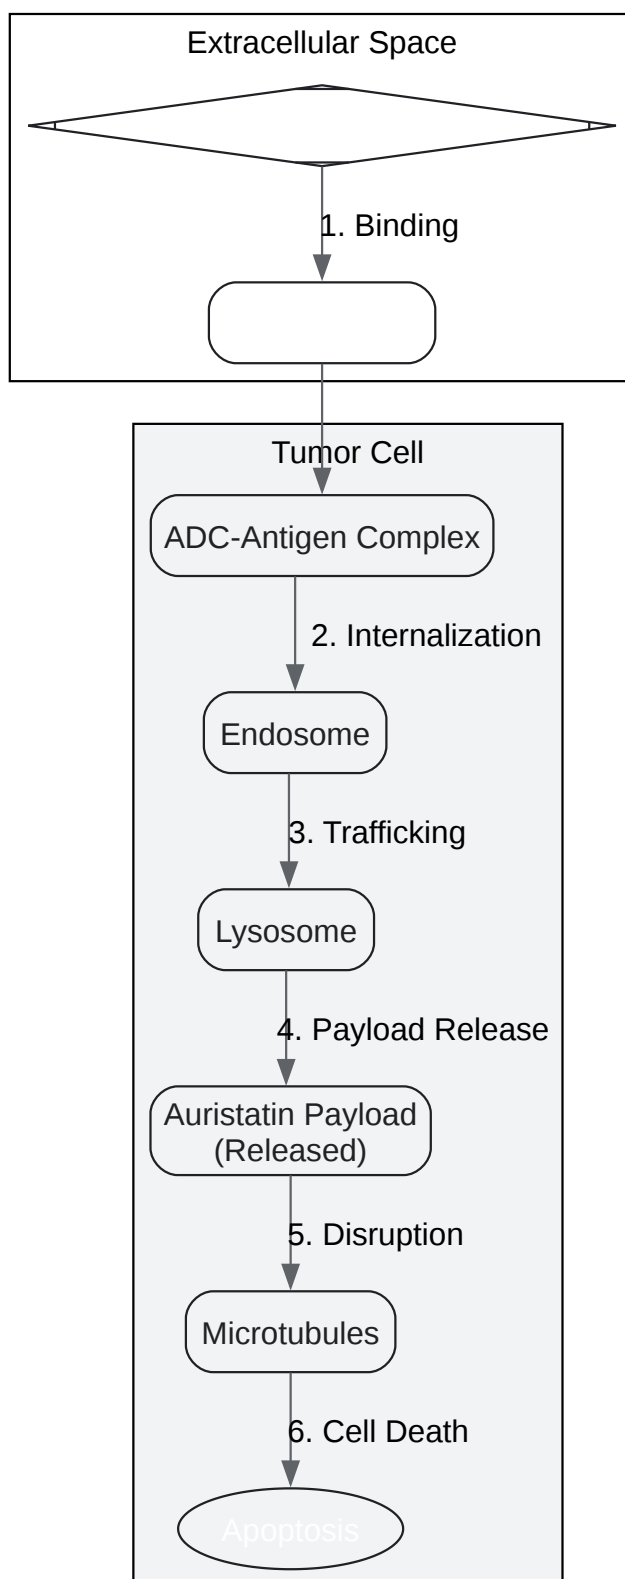 Extracellular Space
1. Binding
Tumor Cell
ADC-Antigen Complex
2. Internalization
Endosome
3. Trafficking
Lysosome
4. Payload Release
Auristatin Payload
(Released)
5. Disruption
Microtubules
6. Cell Death
Apoptosis